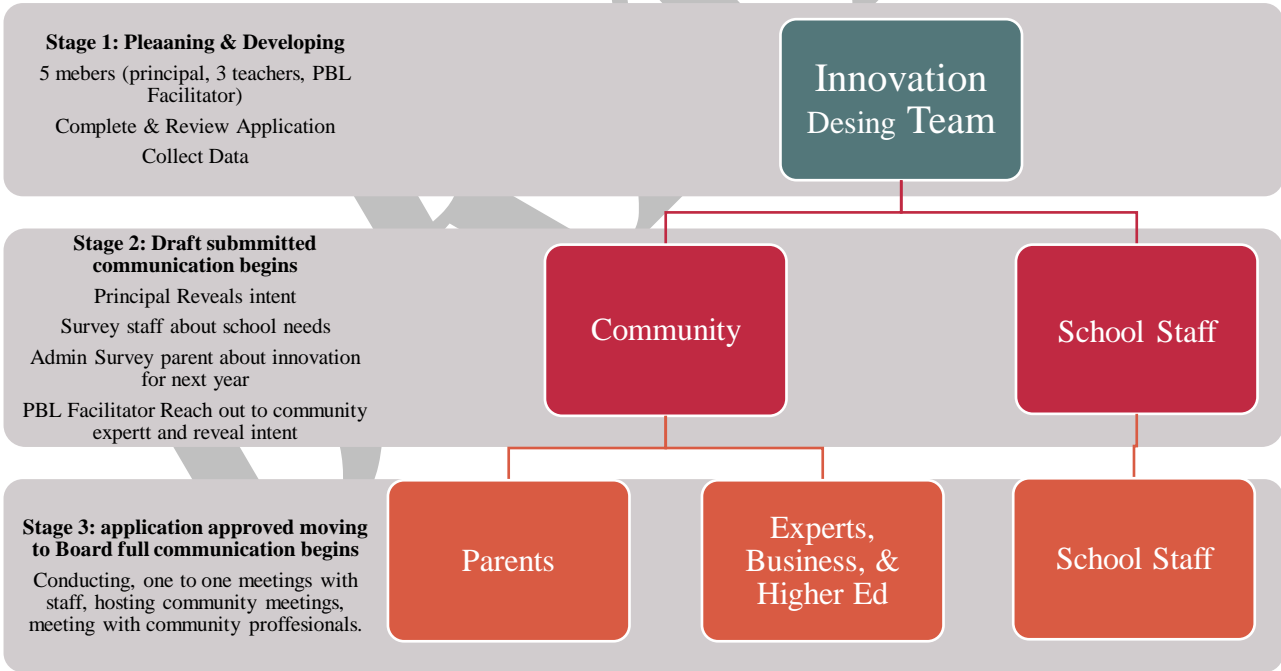 Stage 1: Pleaaning & Developing
5 mebers (principal, 3 teachers, PBL
Facilitator)
Complete & Review Application
Collect Data
Innovation
Desing Team
Stage 2: Draft submmitted
communication begins
Principal Reveals intent
Survey staff about school needs
Admin Survey parent about innovation
for next year
PBL Facilitator Reach out to community
expertt and reveal intent
Community
School Staff
Stage 3: application approved moving
to Board full communication begins
Conducting, one to one meetings with
staff, hosting community meetings,
meeting with community proffesionals.
Parents
Experts,
Business, &
Higher Ed
School Staff